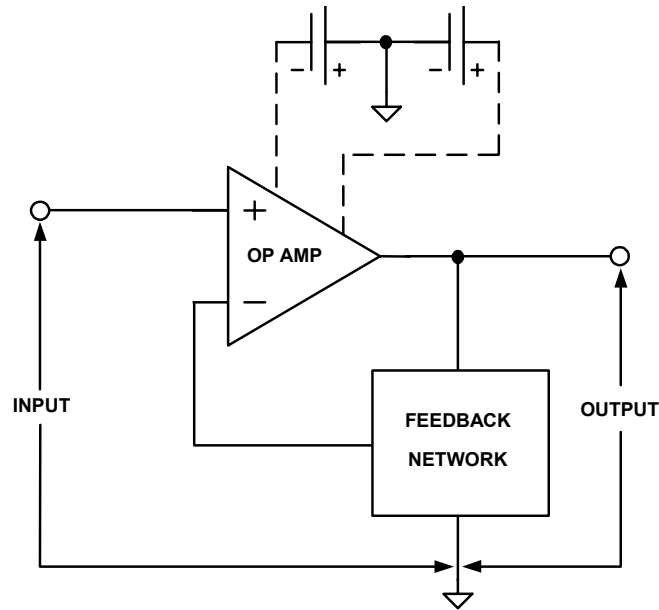 - + - +
+
OP AMP
−
INPUT
FEEDBACK
NETWORK
OUTPUT